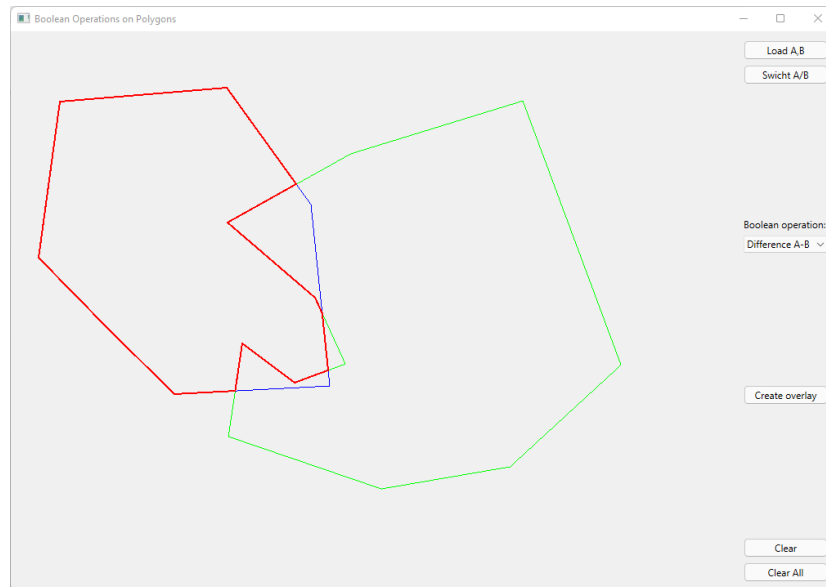 Boolean Operations on Polygons
Load A,B
Swicht A/B
Boolean operation:
Difference A-B
Create overlay
Clear
Clear All